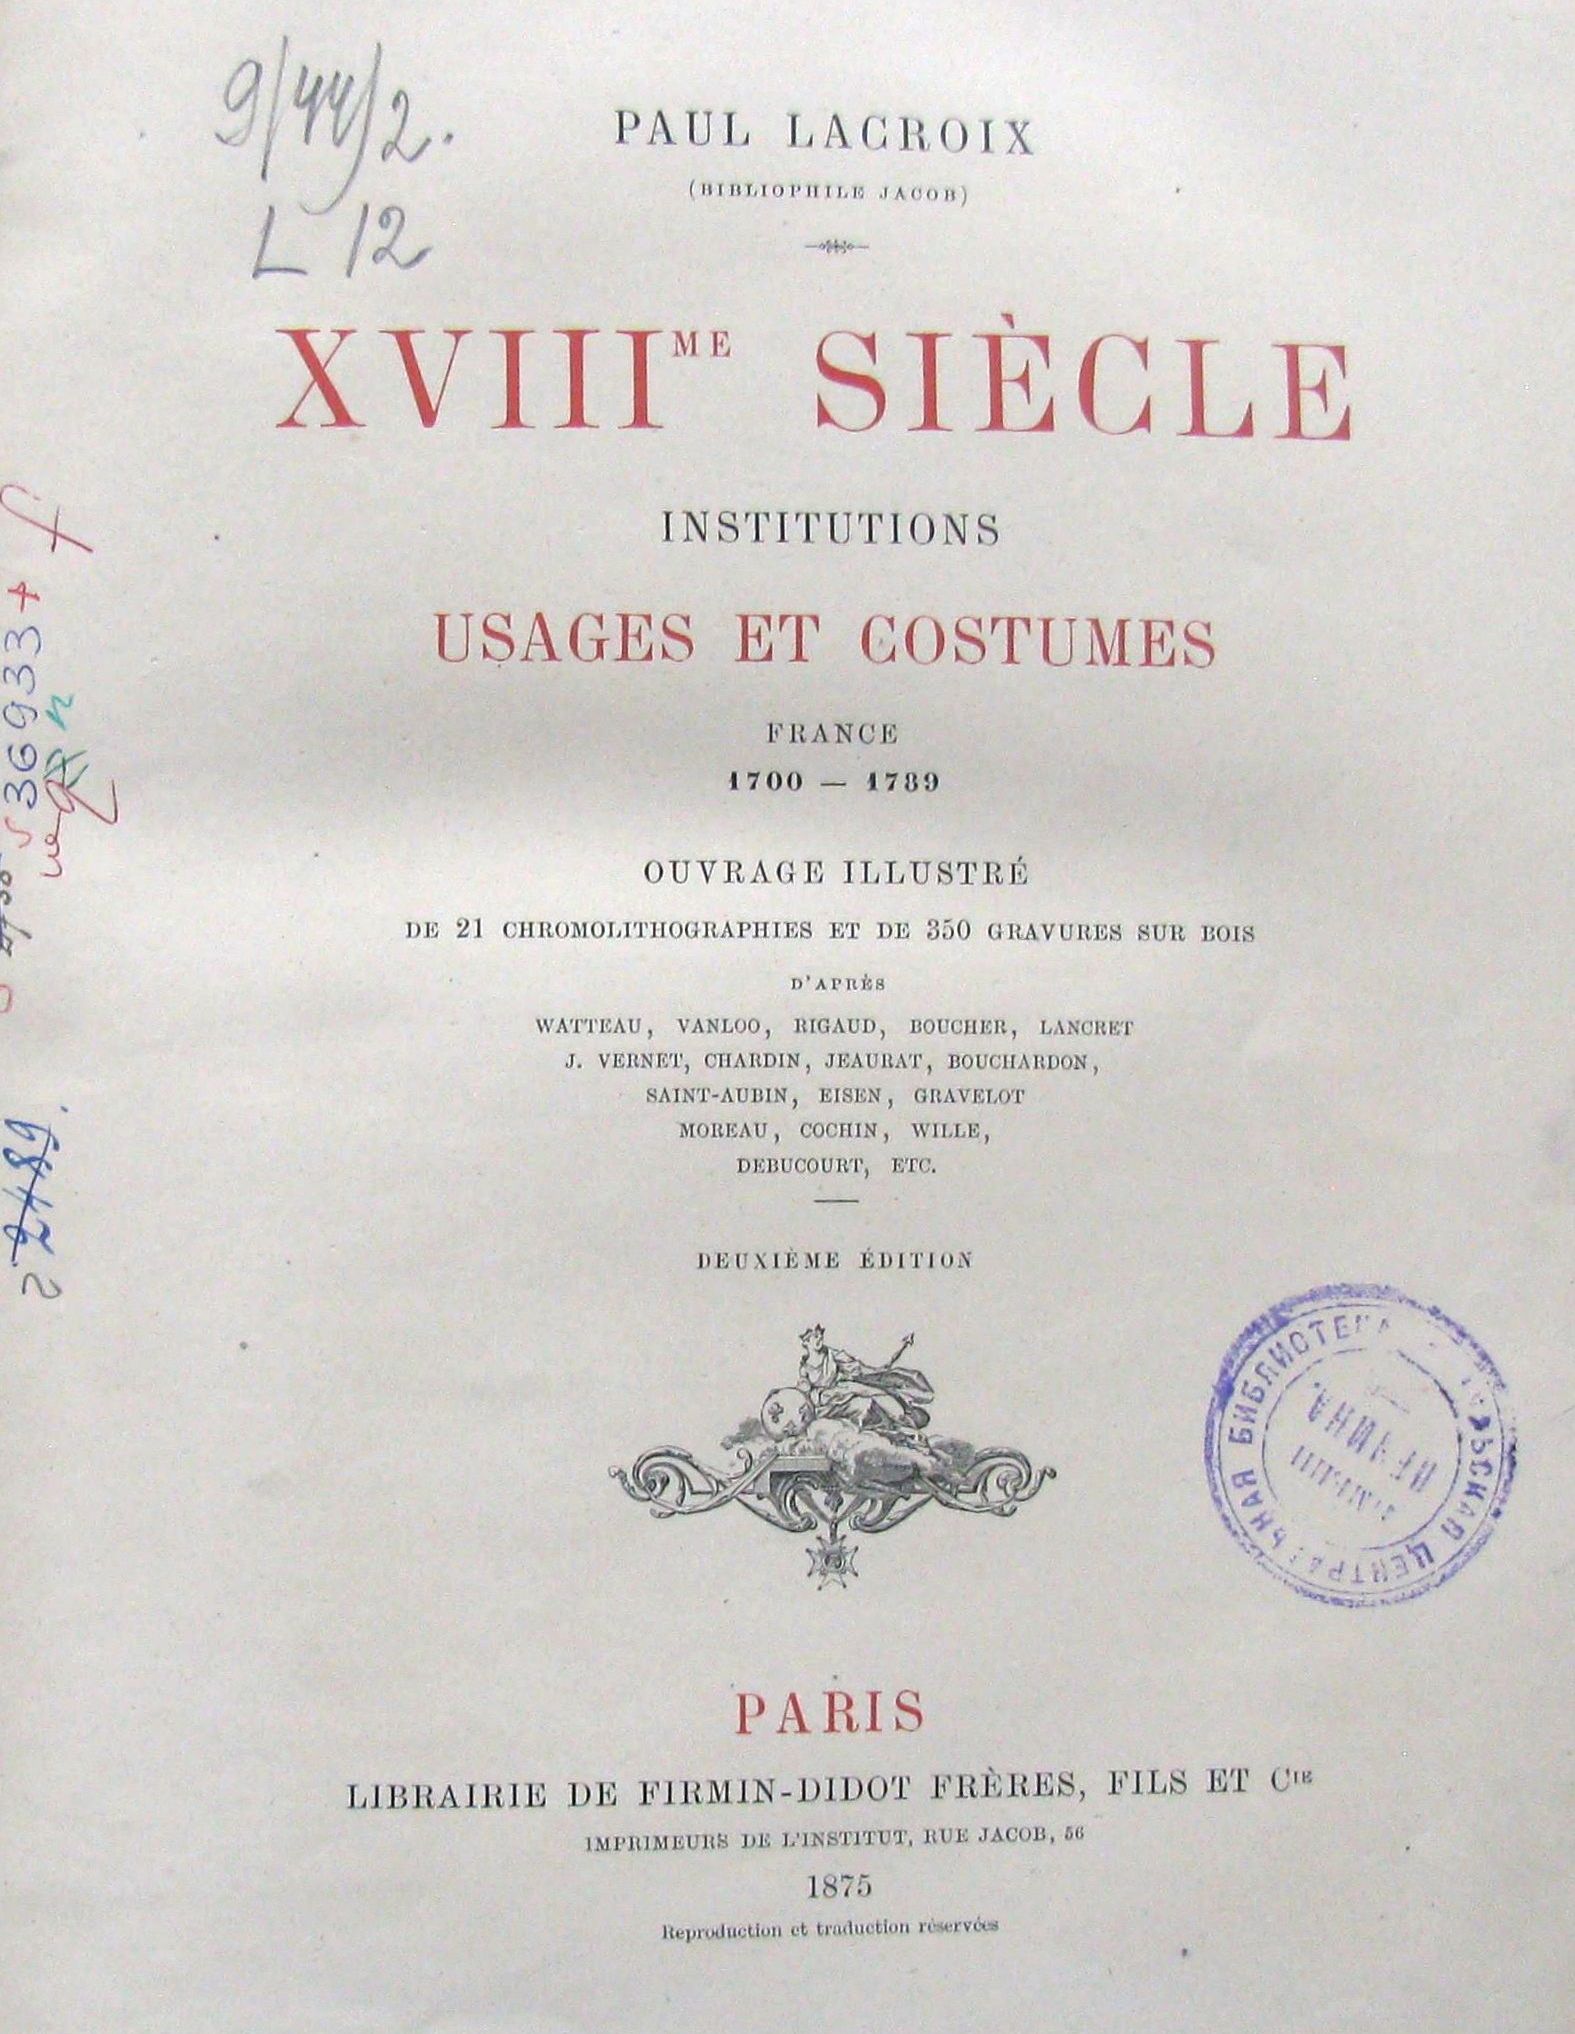 9/44/2.
L 12
PAUL LACROIX
(BIBLIOPHILE JACOB)
XVIIIME SIÈCLE
INSTITUTIONS
USAGES ET COSTUMES
FRANCE
1700 — 1789
OUVRAGE ILLUSTRÉ
DE 21 CHROMOLITHOGRAPHIES ET DE 350 GRAVURES SUR BOIS
D'APRÈS
WATTEAU, VANLOO, RIGAUD, BOUCHER, LANCRET
J. VERNET, CHARDIN, JEAURAT, BOUCHARDON,
SAINT-AUBIN, EISEN, GRAVELOT
MOREAU, COCHIN, WILLE,
DEBUCOURT, ETC.
DEUXIÈME ÉDITION
PARIS
LIBRAIRIE DE FIRMIN-DIDOT FRÈRES, FILS ET CIE
IMPRIMEURS DE L'INSTITUT, RUE JACOB, 56
1875
Reproduction et traduction réservées
36933
БИБЛИОТЕКА